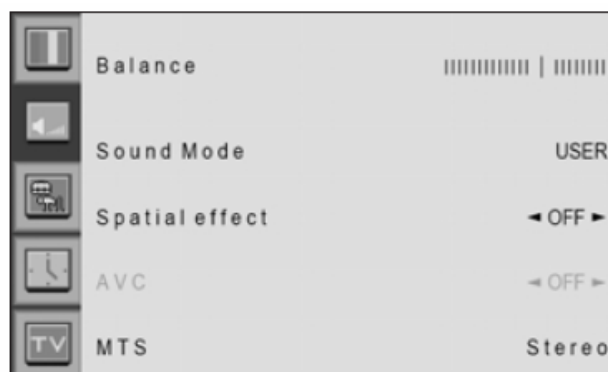 Balance
Sound Mode USER
Spatial effect ◄ OFF ►
AVC ◄ OFF ►
TV MTS Stereo